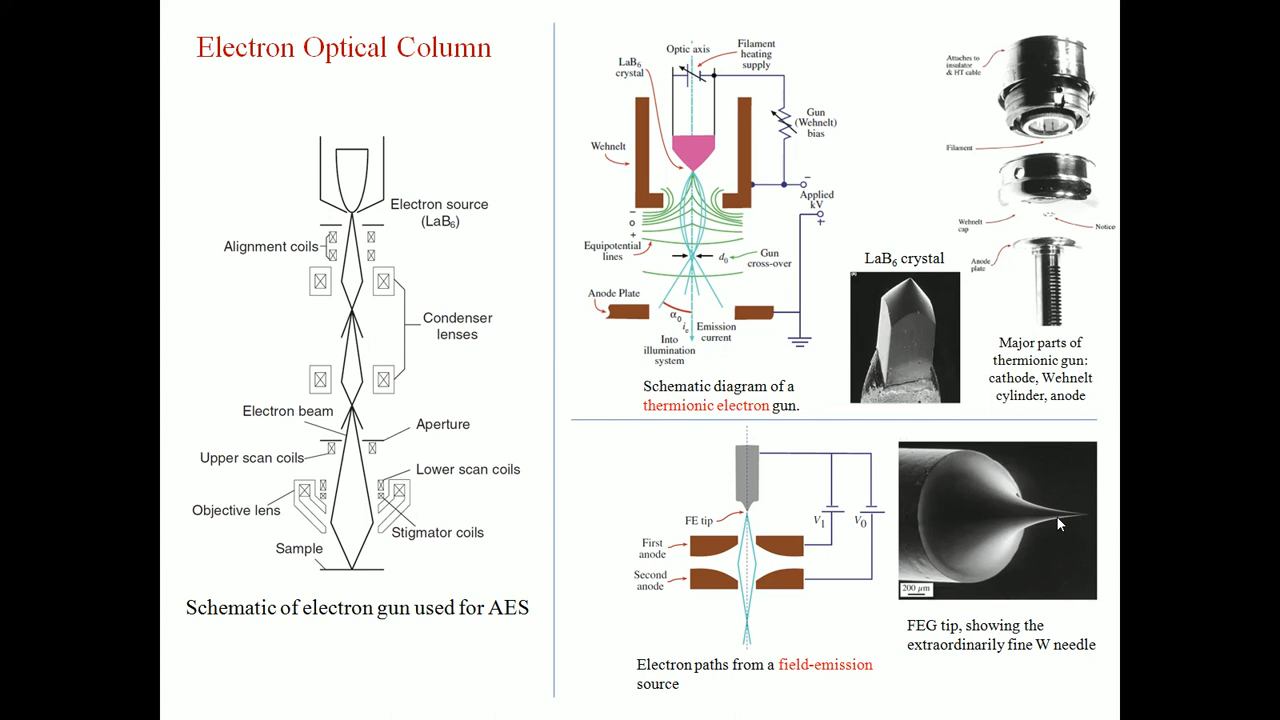 Electron Optical Column
Electron source
(LaB6)
Alignment coils
Condenser
lenses
Electron beam
Aperture
Upper scan coils
Lower scan coils
Objective lens
Stigmator coils
Sample
Schematic of electron gun used for AES
Optic axis
Filament
heating
supply
LaB6
crystal
Gun
(Wehnelt)
bias
Wehnelt
−
Applied
kV
+
−
o
+
Equipotential
lines
d0
Gun
cross-over
Anode Plate
α0
ie
Emission
current
Into
illumination
system
Schematic diagram of a
thermionic electron gun.
LaB6 crystal
Attaches to
insulator
& HT cable
Filament
Wehnelt
cap
Notice
Anode
plate
Major parts of
thermionic gun:
cathode, Wehnelt
cylinder, anode
FE tip
V1
V0
First
anode
Second
anode
Electron paths from a field-emission
source
200 μm
FEG tip, showing the
extraordinarily fine W needle